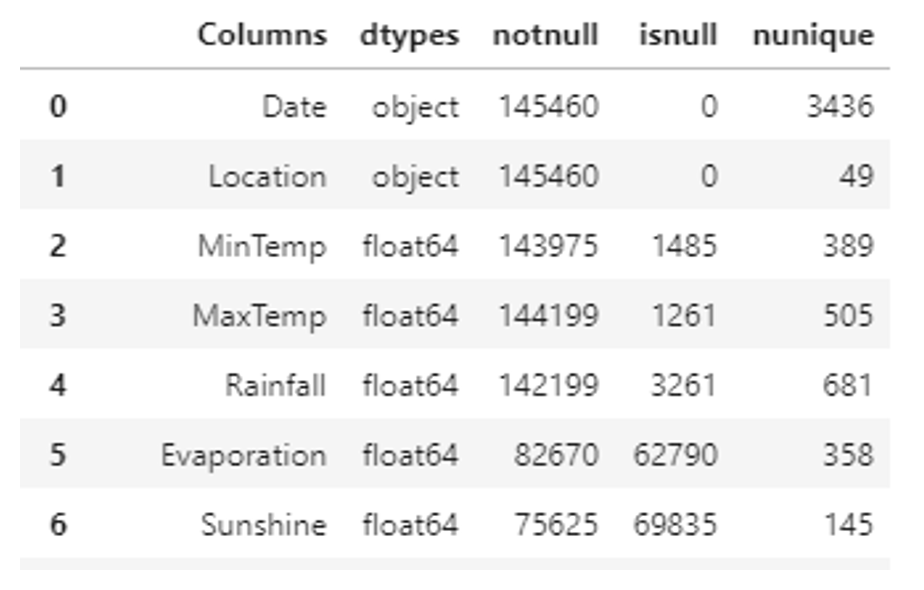 Columns dtypes notnull isnull nunique
0 Date object 145460 0 3436
1 Location object 145460 0 49
2 MinTemp float64 143975 1485 389
3 MaxTemp float64 144199 1261 505
4 Rainfall float64 142199 3261 681
5 Evaporation float64 82670 62790 358
6 Sunshine float64 75625 69835 145